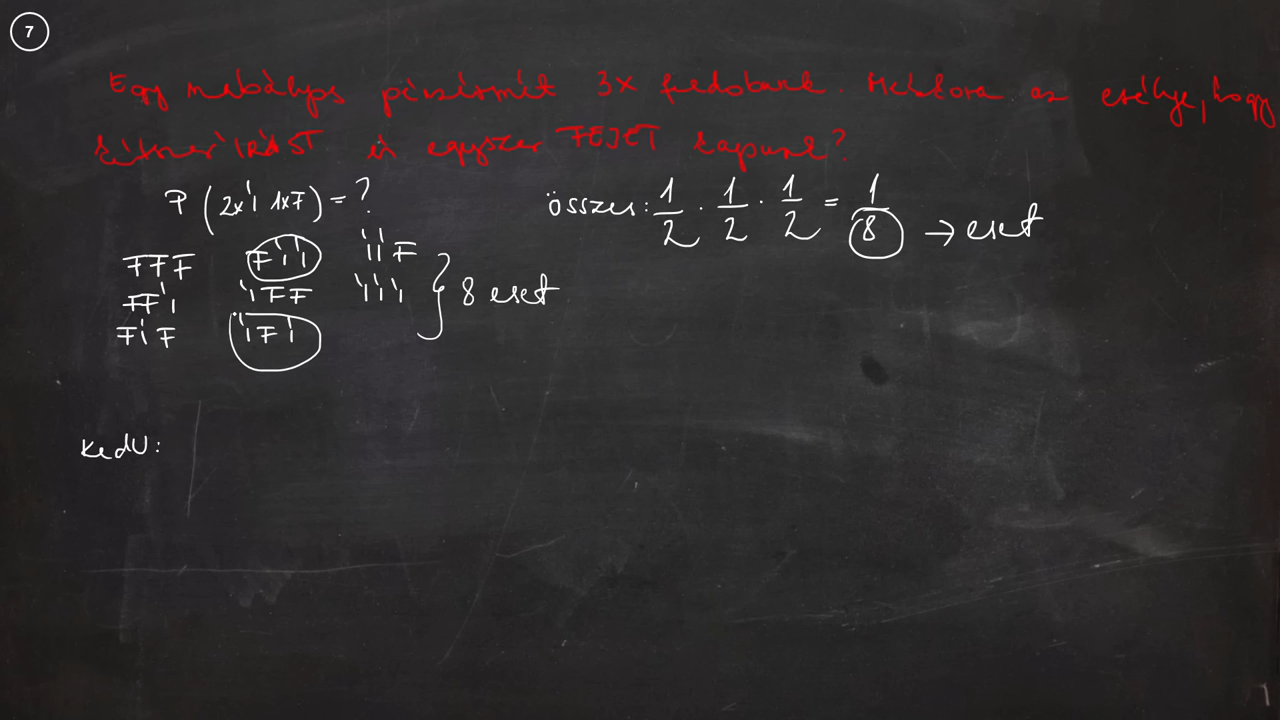 7
Egy szabályos pénzérmét 3x feldobunk. Mekkora az esélye, hogy
kétszer ÍRÁST és egyszer FEJET kapunk?
P (2xÍ 1xF) = ? összes: 1/2 · 1/2 · 1/2 = 1/8 → eset
FFF FÍÍ ÍÍF
FFÍ ÍFF ÍÍÍ } 8 eset
FÍF ÍFÍ
Kedv: